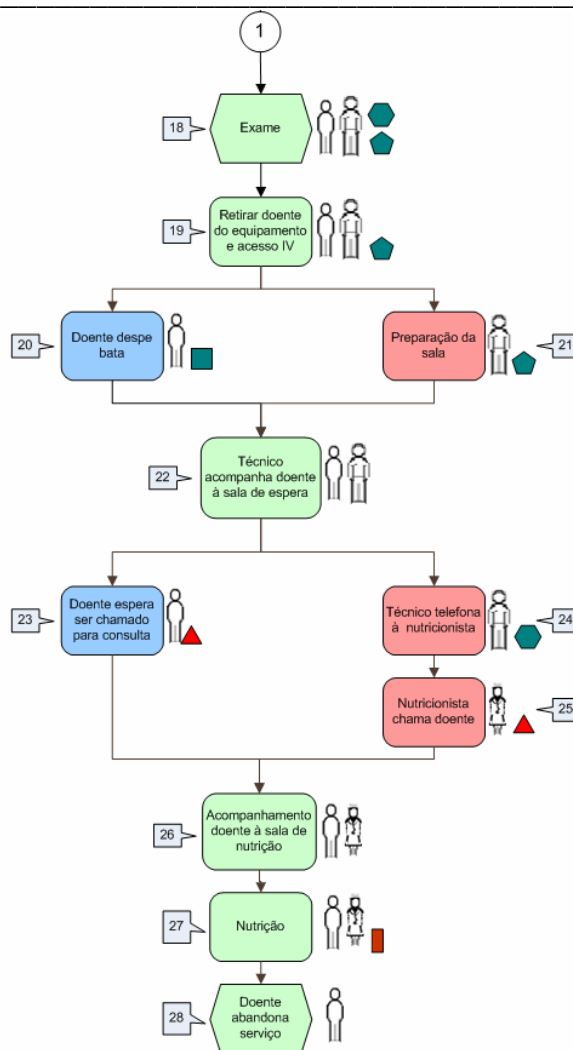 1
18
Exame
19
Retirar doente
do equipamento
e acesso IV
20
Doente despe
bata
Preparação da
sala
21
22
Técnico
acompanha doente
à sala de espera
23
Doente espera
ser chamado
para consulta
Técnico telefona
à nutricionista
24
Nutricionista
chama doente
25
26
Acompanhamento
doente à sala de
nutrição
27
Nutrição
28
Doente
abandona
serviço